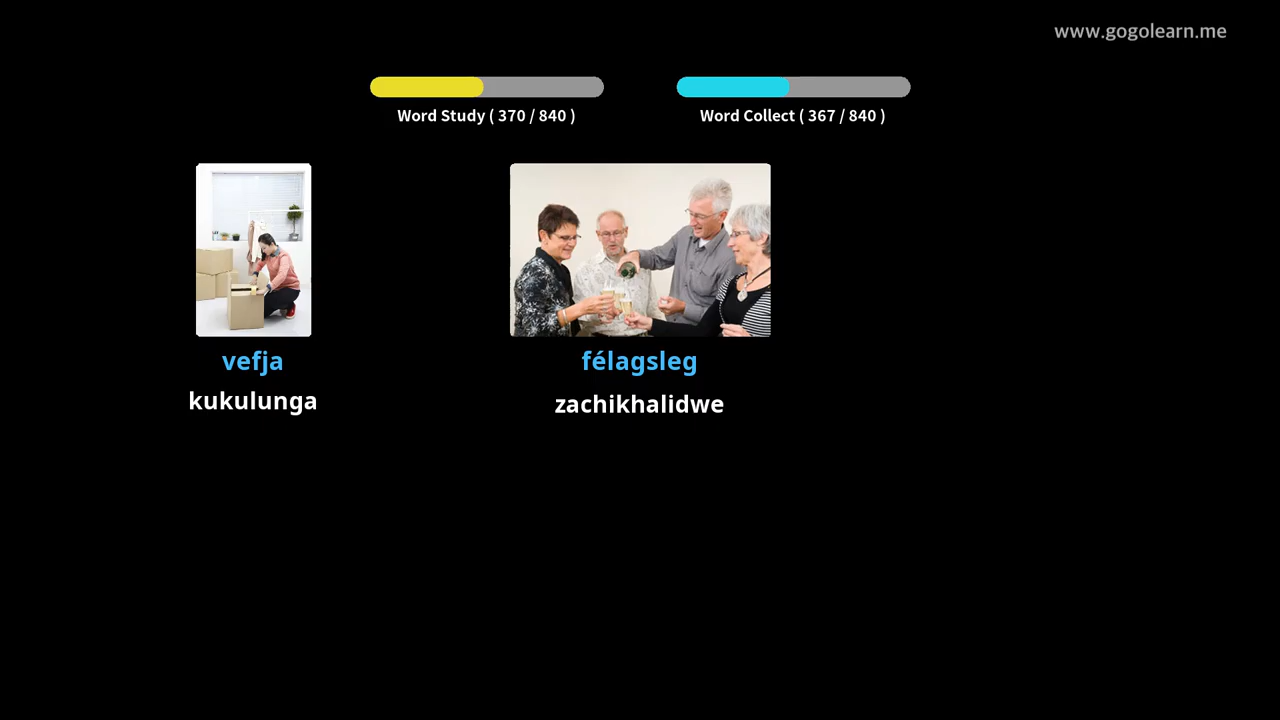 www.gogolearn.me
Word Study ( 370 / 840 )
Word Collect ( 367 / 840 )
vefja
kukulunga
félagsleg
zachikhalidwe